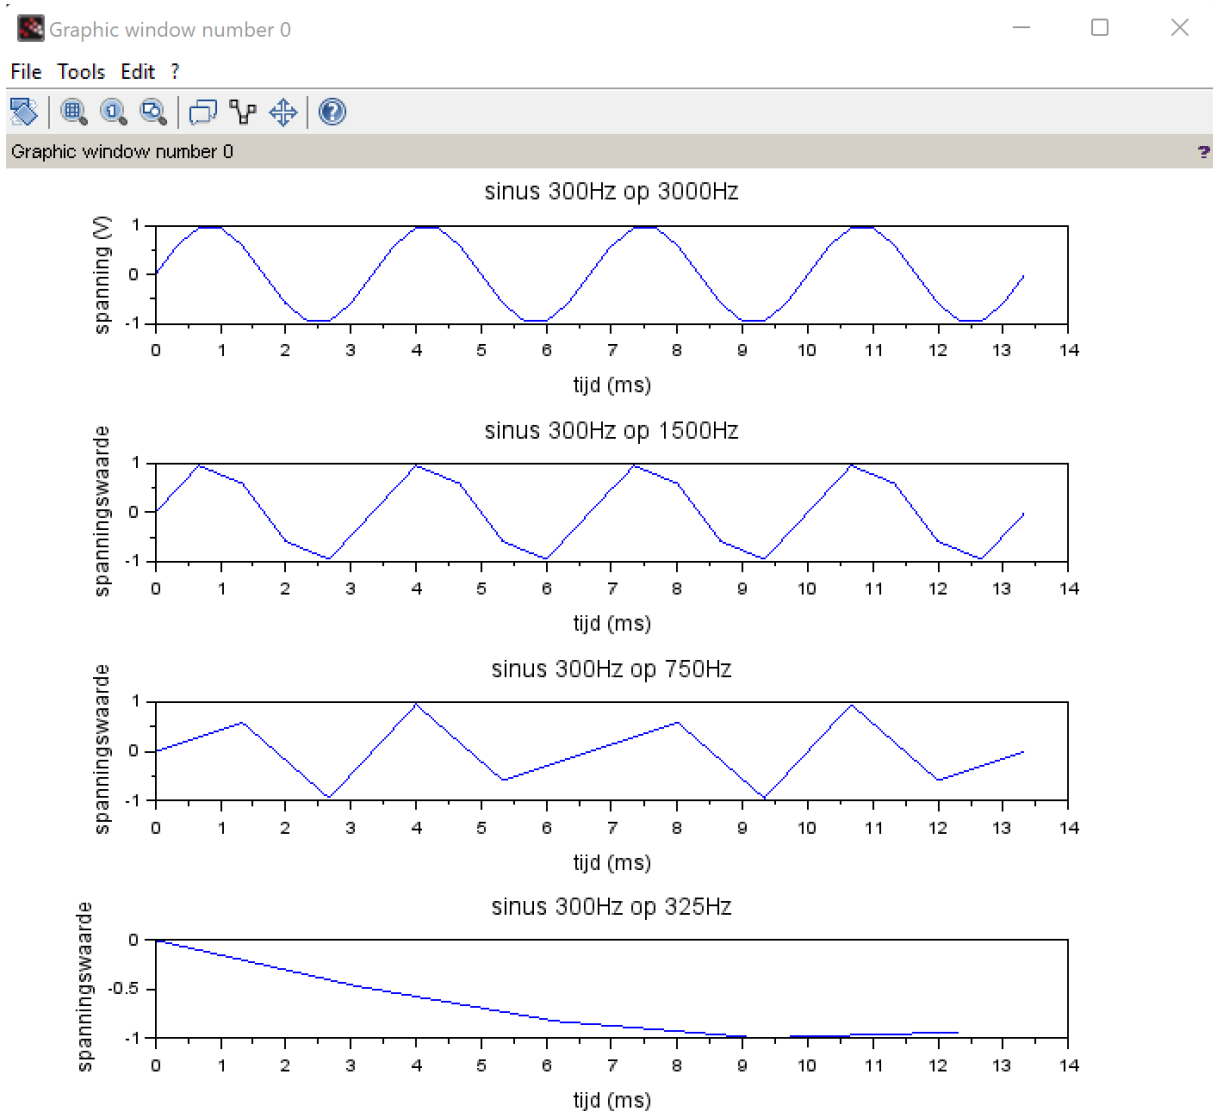 Graphic window number 0
File Tools Edit ?
Graphic window number 0 ?
sinus 300Hz op 3000Hz
spanning (V)
1
0
-1
0 1 2 3 4 5 6 7 8 9 10 11 12 13 14
tijd (ms)
sinus 300Hz op 1500Hz
spanningswaarde
1
0
-1
0 1 2 3 4 5 6 7 8 9 10 11 12 13 14
tijd (ms)
sinus 300Hz op 750Hz
spanningswaarde
1
0
-1
0 1 2 3 4 5 6 7 8 9 10 11 12 13 14
tijd (ms)
sinus 300Hz op 325Hz
spanningswaarde
0
-0.5
-1
0 1 2 3 4 5 6 7 8 9 10 11 12 13 14
tijd (ms)